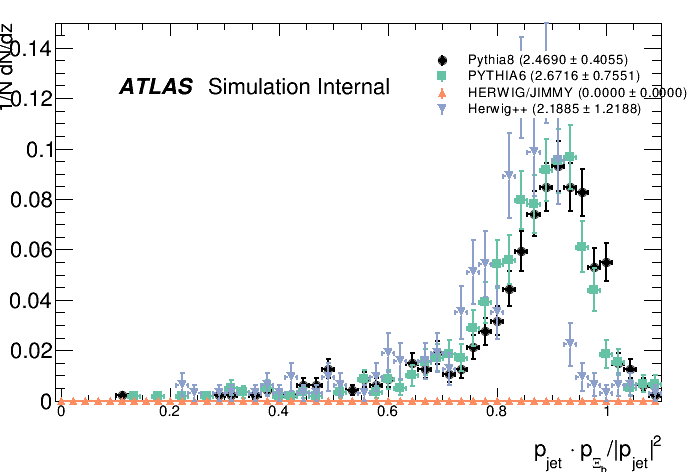 1/N dN/dz
0.14
0.12
0.1
0.08
0.06
0.04
0.02
0
ATLAS Simulation Internal
Pythia8 (2.4690 ± 0.4055)
PYTHIA6 (2.6716 ± 0.7551)
HERWIG/JIMMY (0.0000 ± 0.0000)
Herwig++ (2.1885 ± 1.2188)
0 0.2 0.4 0.6 0.8 1
p_jet · p_Ξ_b/|p_jet|²